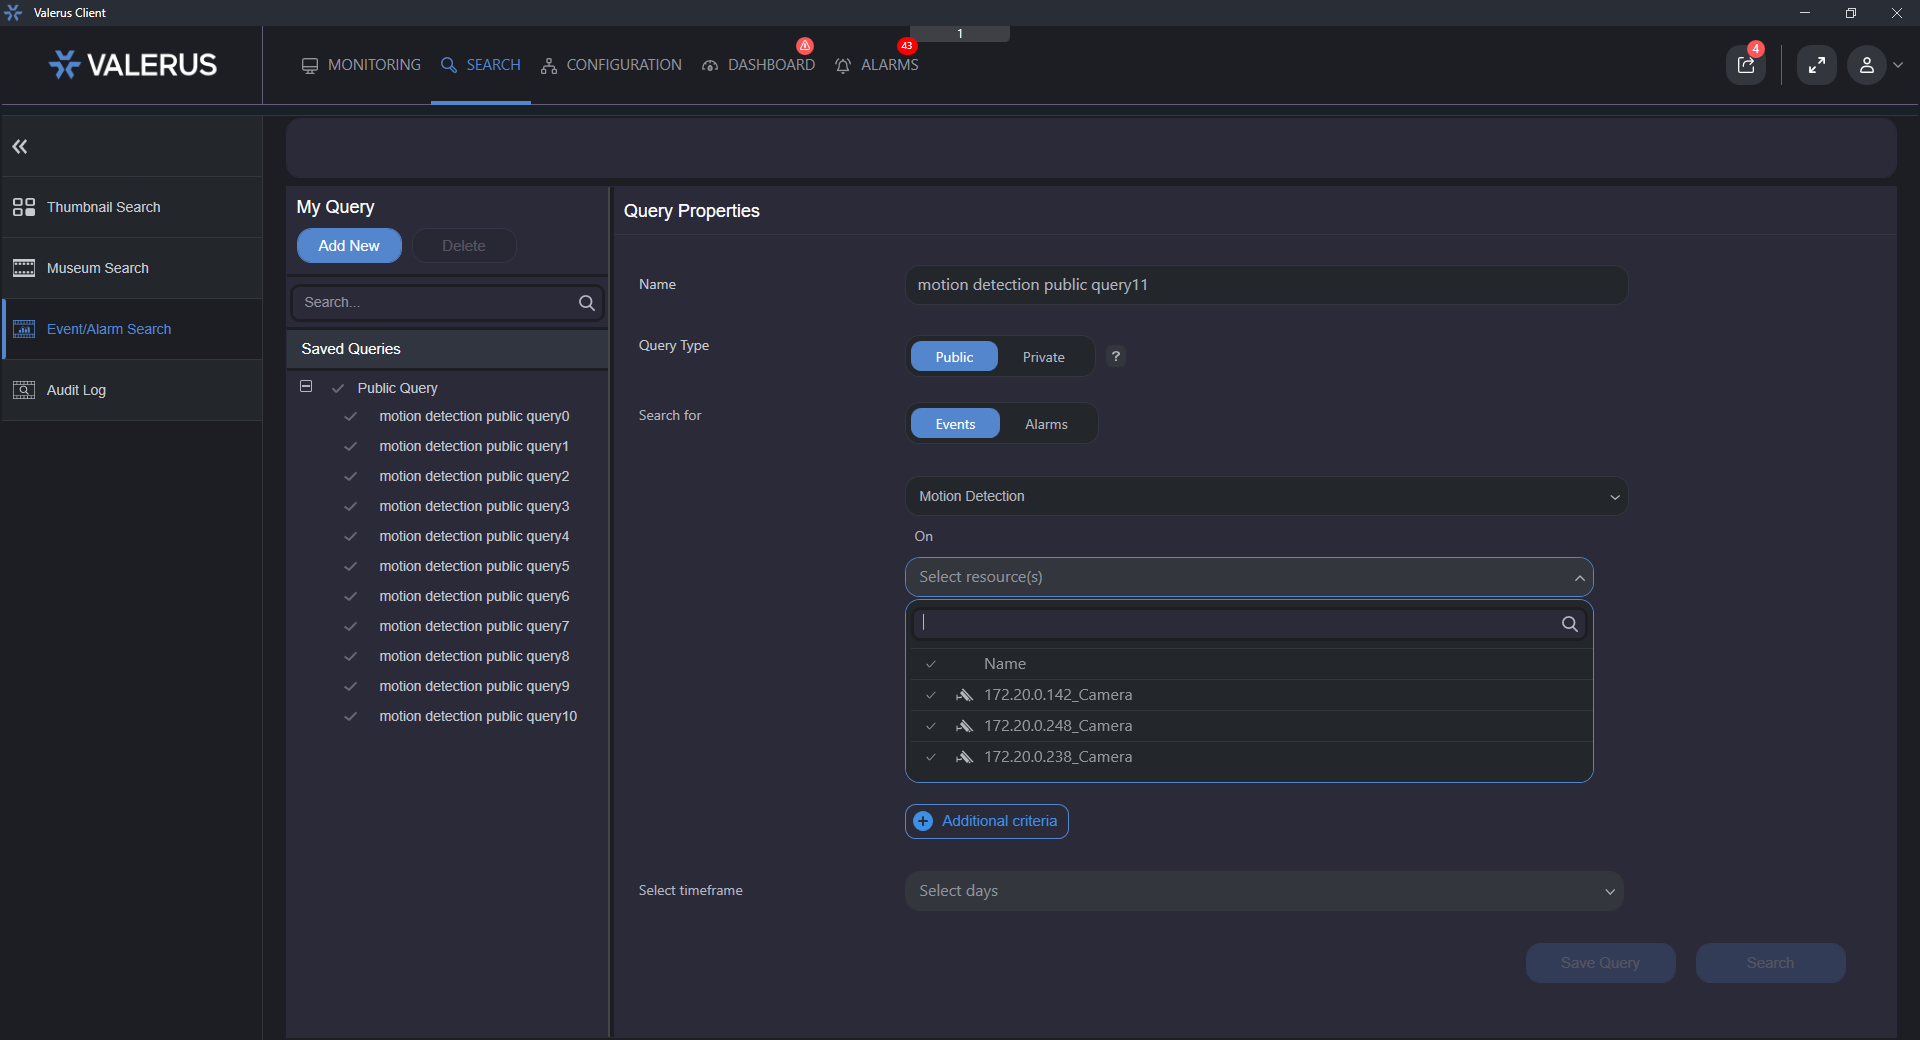 Valerus Client
VALERUS
MONITORING
SEARCH
CONFIGURATION
DASHBOARD
43
ALARMS
1
4
Thumbnail Search
Museum Search
Event/Alarm Search
Audit Log
My Query
Add New
Delete
Search...
Saved Queries
Public Query
motion detection public query0
motion detection public query1
motion detection public query2
motion detection public query3
motion detection public query4
motion detection public query5
motion detection public query6
motion detection public query7
motion detection public query8
motion detection public query9
motion detection public query10
Query Properties
Name
motion detection public query11
Query Type
Public
Private
?
Search for
Events
Alarms
Motion Detection
On
Select resource(s)
Name
172.20.0.142_Camera
172.20.0.248_Camera
172.20.0.238_Camera
Additional criteria
Select timeframe
Select days
Save Query
Search